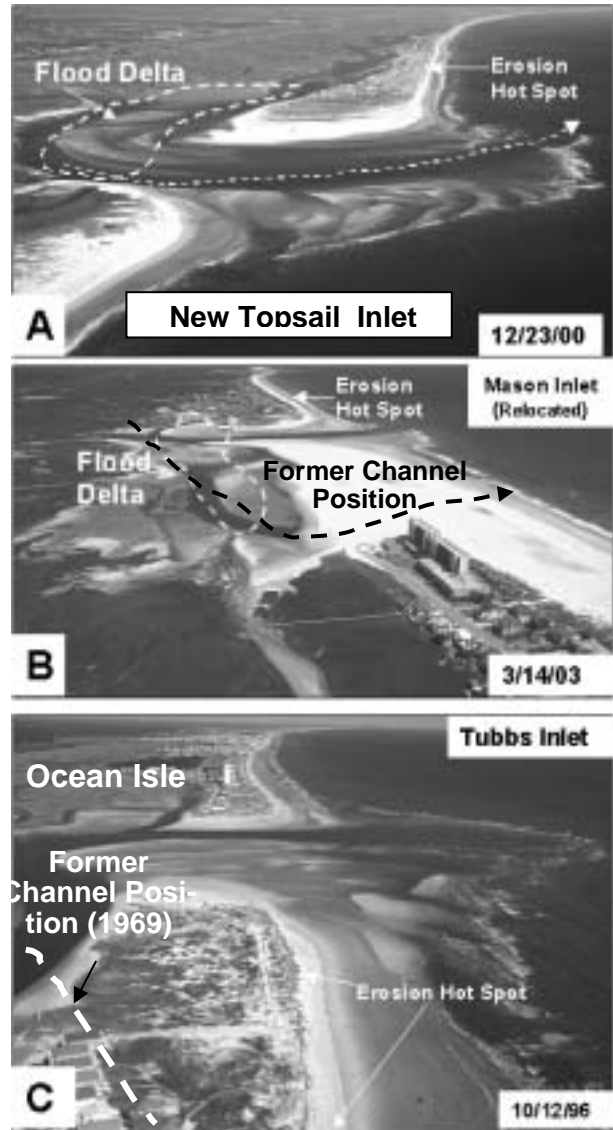 Flood Delta
Erosion
Hot Spot
A
New Topsail Inlet
12/23/00
Erosion
Hot Spot
Mason Inlet
(Relocated)
Flood
Delta
Former Channel
Position
B
3/14/03
Tubbs Inlet
Ocean Isle
Former
Channel Posi-
tion (1969)
Erosion Hot Spot
C
10/12/96